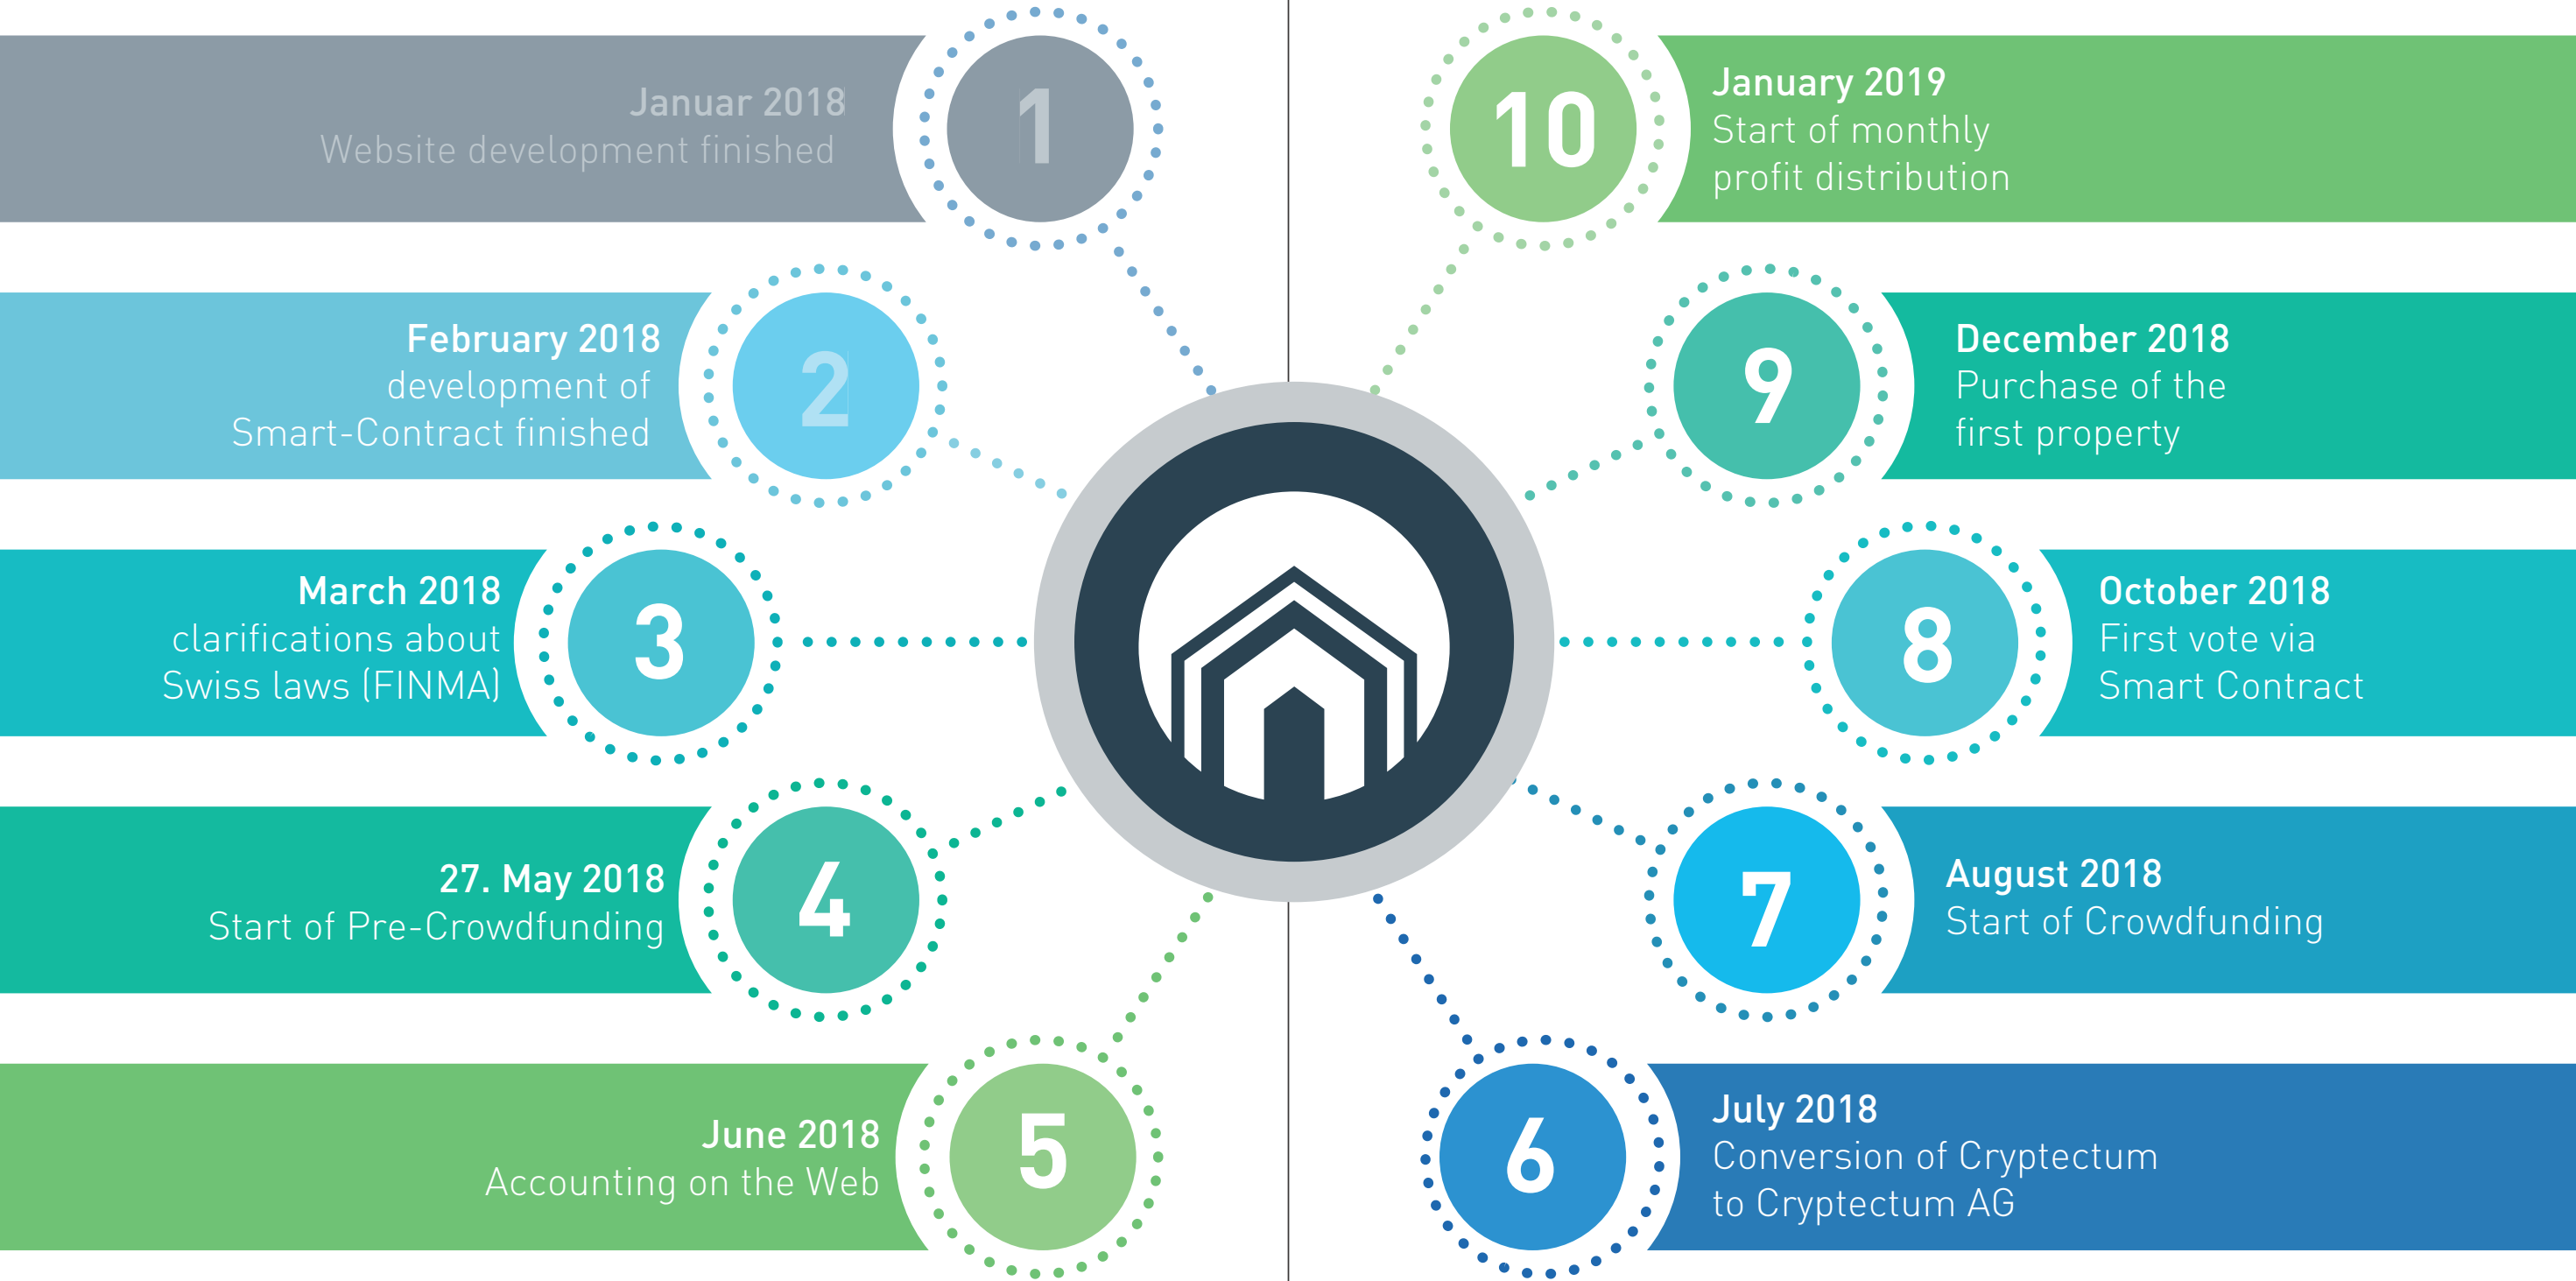 1
Januar 2018
Website development finished
2
February 2018
development of
Smart-Contract finished
3
March 2018
clarifications about
Swiss laws (FINMA)
4
27. May 2018
Start of Pre-Crowdfunding
5
June 2018
Accounting on the Web
6
July 2018
Conversion of Cryptectum
to Cryptectum AG
7
August 2018
Start of Crowdfunding
8
October 2018
First vote via
Smart Contract
9
December 2018
Purchase of the
first property
10
January 2019
Start of monthly
profit distribution